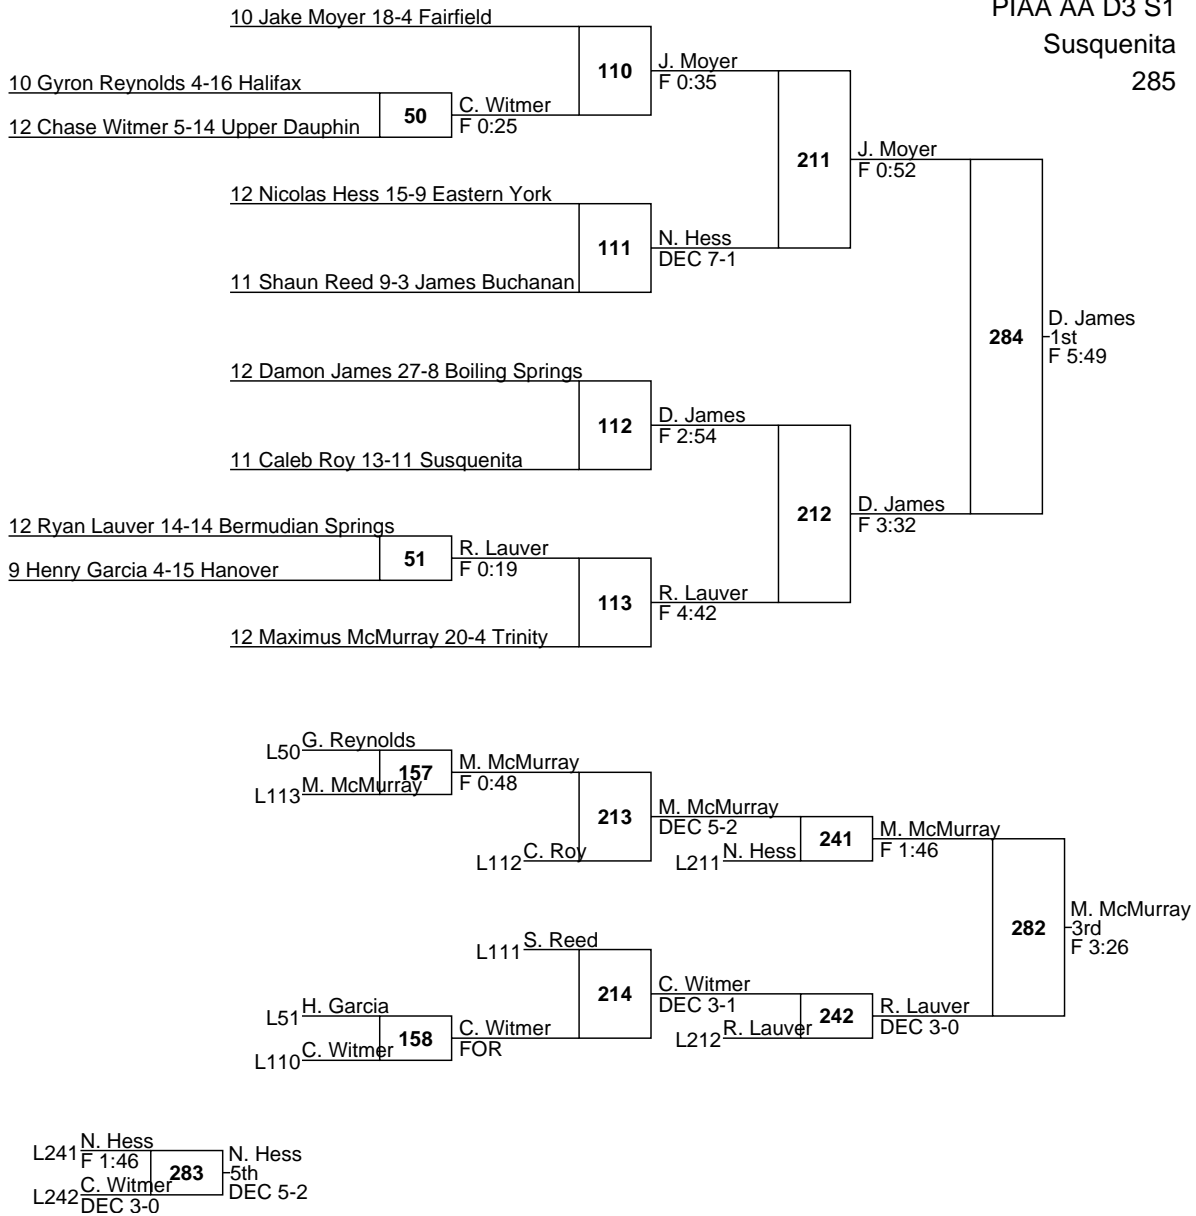 PIAA AA D3 S1
Susquenita
285
10 Jake Moyer 18-4 Fairfield
110
J. Moyer
F 0:35
10 Gyron Reynolds 4-16 Halifax
50
C. Witmer
F 0:25
12 Chase Witmer 5-14 Upper Dauphin
211
J. Moyer
F 0:52
12 Nicolas Hess 15-9 Eastern York
111
N. Hess
DEC 7-1
11 Shaun Reed 9-3 James Buchanan
284
D. James
1st
F 5:49
12 Damon James 27-8 Boiling Springs
112
D. James
F 2:54
11 Caleb Roy 13-11 Susquenita
212
D. James
F 3:32
12 Ryan Lauver 14-14 Bermudian Springs
51
R. Lauver
F 0:19
9 Henry Garcia 4-15 Hanover
113
R. Lauver
F 4:42
12 Maximus McMurray 20-4 Trinity
L50 G. Reynolds
157
M. McMurray
F 0:48
L113 M. McMurray
213
M. McMurray
DEC 5-2
L112 C. Roy
241
M. McMurray
F 1:46
L211 N. Hess
282
M. McMurray
3rd
F 3:26
L111 S. Reed
214
C. Witmer
DEC 3-1
L51 H. Garcia
158
C. Witmer
FOR
L110 C. Witmer
242
R. Lauver
DEC 3-0
L212 R. Lauver
L241 N. Hess
F 1:46
283
N. Hess
5th
DEC 5-2
L242 C. Witmer
DEC 3-0